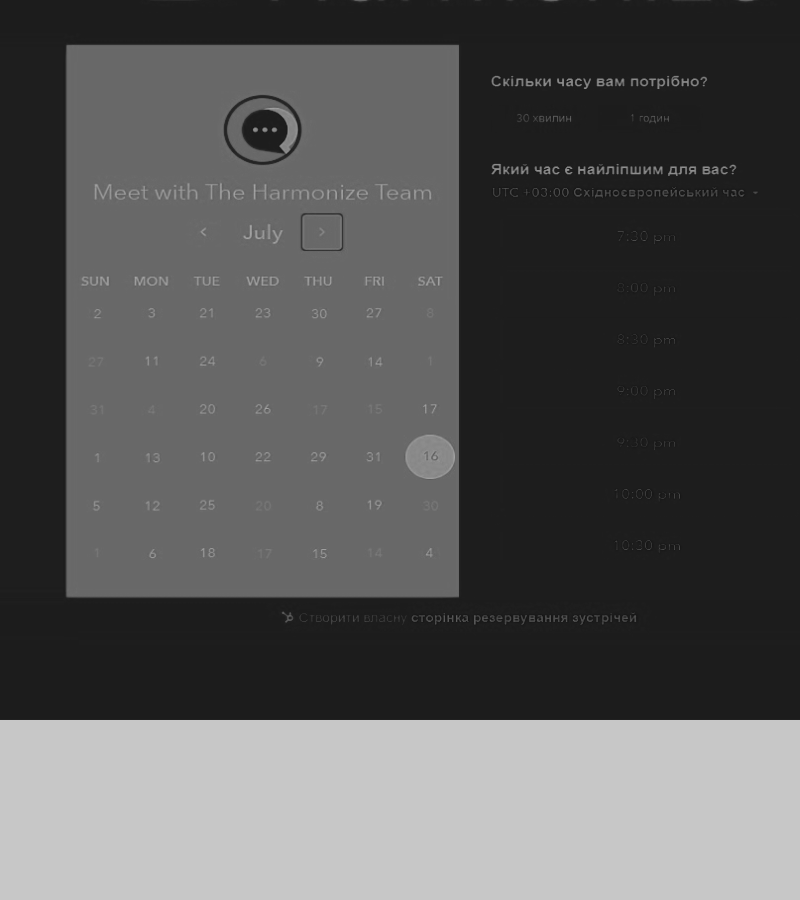 Meet with The Harmonize Team
July
SUN MON TUE WED THU FRI SAT
2 3 21 23 30 27 8
27 11 24 6 9 14 1
31 4 20 26 17 15 17
1 13 10 22 29 31 16
5 12 25 20 8 19 30
1 6 18 17 15 14 4
Скільки часу вам потрібно?
30 хвилин 1 годин
Який час є найліпшим для вас?
UTC +03:00 Східноєвропейський час
7:30 pm
8:00 pm
8:30 pm
9:00 pm
9:30 pm
10:00 pm
10:30 pm
Створити власну сторінка резервування зустрічей